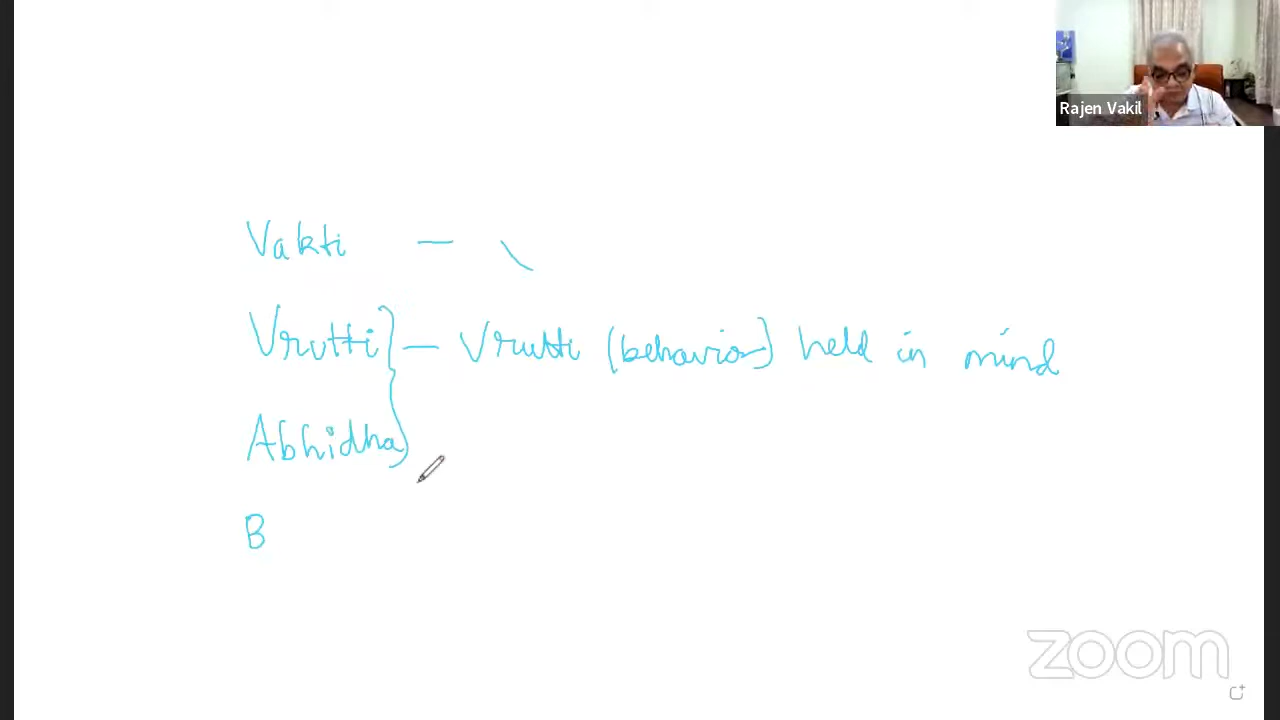 Rajen Vakil
Vakti —
Vrutti } — Vrutti (behavior) held in mind
Abhidha
B
zoom